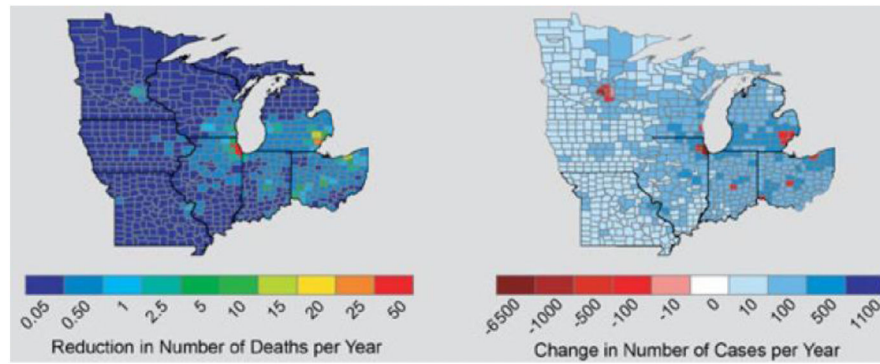 0.05 0.50 1 2.5 5 10 15 20 25 50
Reduction in Number of Deaths per Year
-6500 -1000 -500 -100 -10 0 10 100 500 1100
Change in Number of Cases per Year